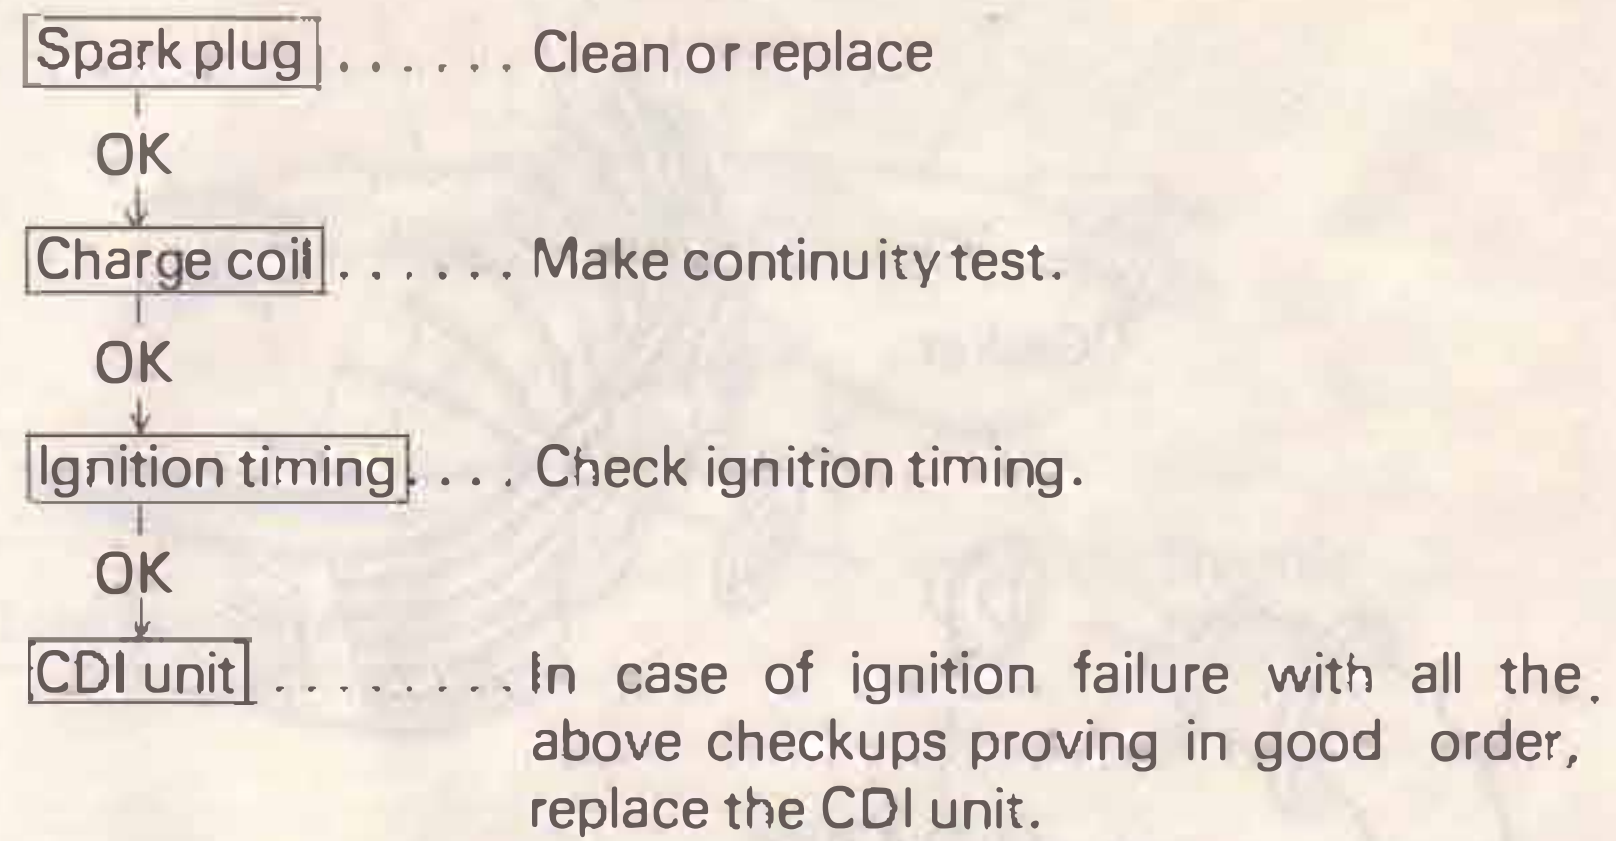 Spark plug ...... Clean or replace
OK
Charge coil ...... Make continuity test.
OK
Ignition timing .... Check ignition timing.
OK
CDI unit ........ In case of ignition failure with all the
above checkups proving in good order,
replace the CDI unit.